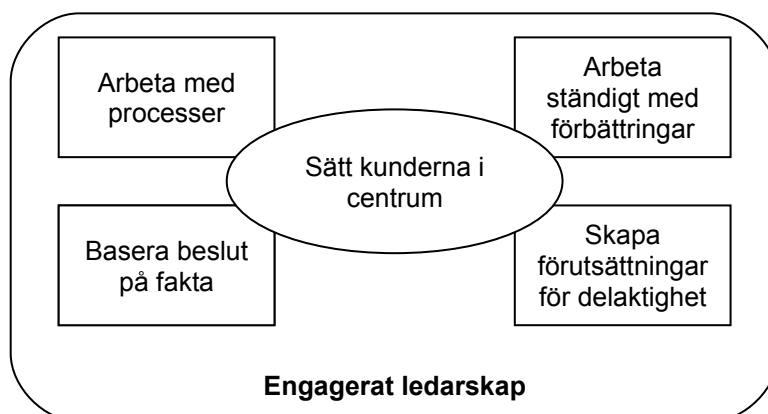 Arbeta med
processer
Arbeta
ständigt med
förbättringar
Sätt kunderna i
centrum
Basera beslut
på fakta
Skapa
förutsättningar
för delaktighet
Engagerat ledarskap